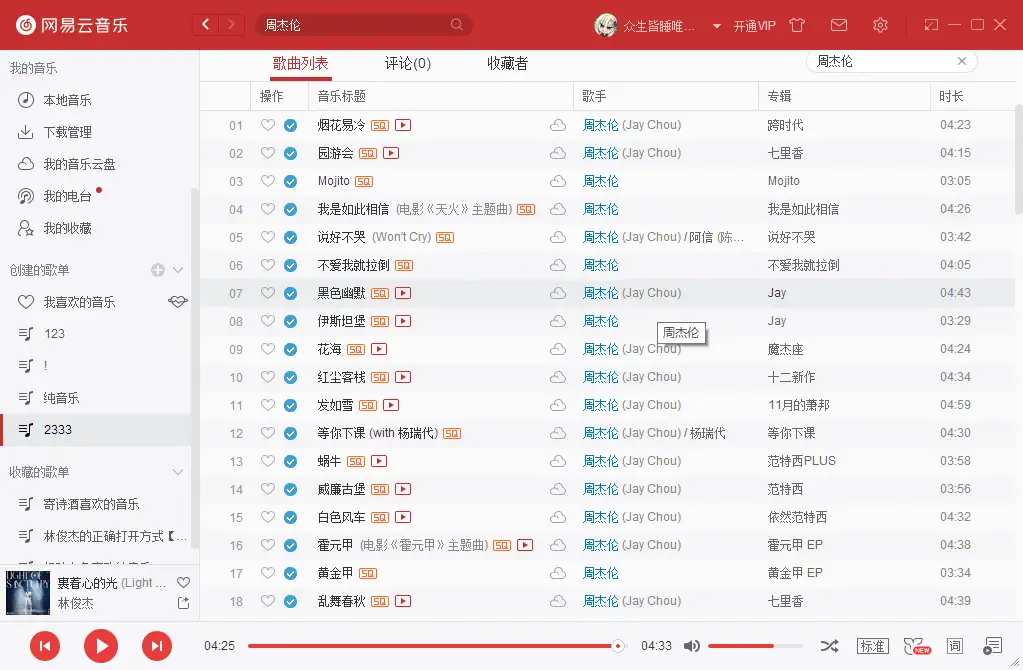 网易云音乐
周杰伦
众生皆睡唯...
开通VIP
我的音乐
本地音乐
下载管理
我的音乐云盘
我的电台
我的收藏
创建的歌单
我喜欢的音乐
123
!
纯音乐
2333
收藏的歌单
寄诗酒喜欢的音乐
林俊杰的正确打开方式【...
歌曲列表 评论(0) 收藏者
周杰伦
操作 音乐标题 歌手 专辑 时长
01 烟花易冷 SQ 周杰伦 (Jay Chou) 跨时代 04:23
02 园游会 SQ 周杰伦 (Jay Chou) 七里香 04:15
03 Mojito SQ 周杰伦 Mojito 03:05
04 我是如此相信 (电影《天火》主题曲) SQ 周杰伦 我是如此相信 04:26
05 说好不哭 (Won't Cry) SQ 周杰伦 (Jay Chou) / 阿信 (陈... 说好不哭 03:42
06 不爱我就拉倒 SQ 周杰伦 不爱我就拉倒 04:05
07 黑色幽默 SQ 周杰伦 (Jay Chou) Jay 04:43
08 伊斯坦堡 SQ 周杰伦 Jay 03:29
周杰伦
09 花海 SQ 周杰伦 (Jay Chou) 魔杰座 04:24
10 红尘客栈 SQ 周杰伦 (Jay Chou) 十二新作 04:34
11 发如雪 SQ 周杰伦 (Jay Chou) 11月的萧邦 04:59
12 等你下课 (with 杨瑞代) SQ 周杰伦 (Jay Chou) / 杨瑞代 等你下课 04:30
13 蜗牛 SQ 周杰伦 (Jay Chou) 范特西PLUS 03:58
14 威廉古堡 SQ 周杰伦 (Jay Chou) 范特西 03:56
15 白色风车 SQ 周杰伦 (Jay Chou) 依然范特西 04:32
16 霍元甲 (电影《霍元甲》主题曲) SQ 周杰伦 (Jay Chou) 霍元甲 EP 04:38
17 黄金甲 SQ 周杰伦 黄金甲 EP 03:34
18 乱舞春秋 SQ 周杰伦 (Jay Chou) 七里香 04:39
LIGHT OF
SANCTUARY
裹着心的光 (Light ...
林俊杰
04:25 04:33 标准 NEW 词